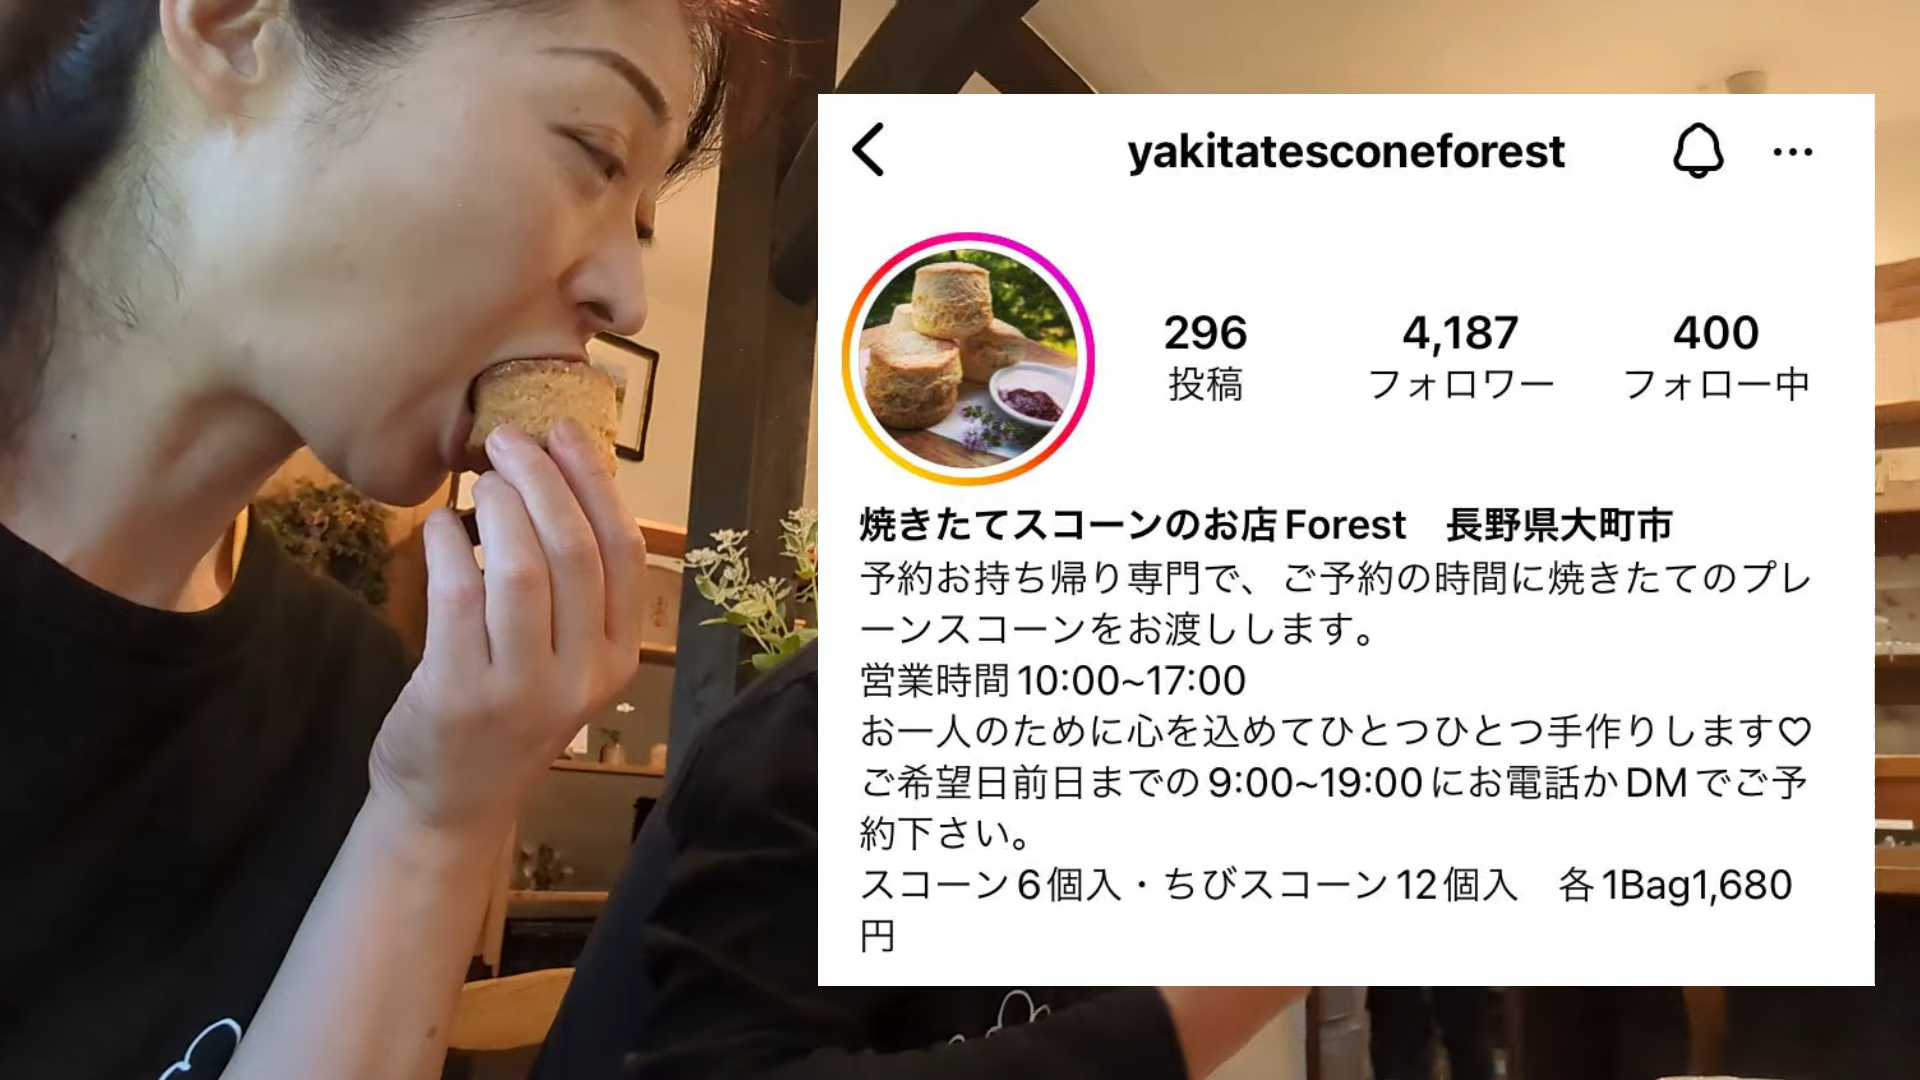 yakitatesconeforest
296
投稿
4,187
フォロワー
400
フォロー中
焼きたてスコーンのお店Forest 長野県大町市
予約お持ち帰り専門で、ご予約の時間に焼きたてのプレ
ーンスコーンをお渡しします。
営業時間10:00~17:00
お一人のために心を込めてひとつひとつ手作りします♡
ご希望日前日までの9:00~19:00にお電話かDMでご予
約下さい。
スコーン6個入・ちびスコーン12個入 各1Bag1,680
円